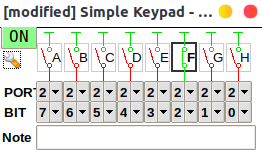 [modified] Simple Keypad - ...
ON
A B C D E F G H
PORT 2 2 2 2 2 2 2 2
BIT 7 6 5 4 3 2 1 0
Note